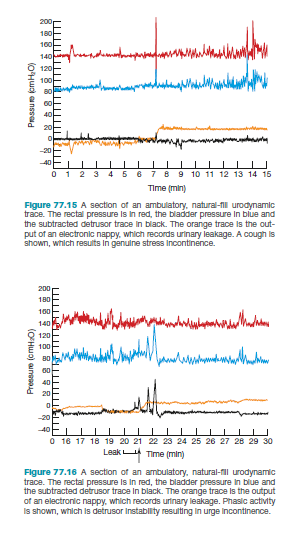 200
180
160
140
120
100
80
60
40
20
0
−20
−40
Pressure (cmH₂O)
0 1 2 3 4 5 6 7 8 9 10 11 12 13 14 15
Time (min)
Figure 77.15 A section of an ambulatory, natural-fill urodynamic
trace. The rectal pressure is in red, the bladder pressure in blue and
the subtracted detrusor trace in black. The orange trace is the out-
put of an electronic nappy, which records urinary leakage. A cough is
shown, which results in genuine stress incontinence.
200
180
160
140
120
100
80
60
40
20
0
−20
−40
Pressure (cmH₂O)
0 16 17 18 19 20 21 22 23 24 25 26 27 28 29 30
Leak
Time (min)
Figure 77.16 A section of an ambulatory, natural-fill urodynamic
trace. The rectal pressure is in red, the bladder pressure in blue and
the subtracted detrusor trace in black. The orange trace is the output
of an electronic nappy, which records urinary leakage. Phasic activity
is shown, which is detrusor instability resulting in urge incontinence.